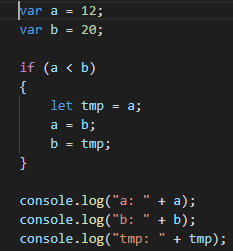 var a = 12;
var b = 20;

if (a < b)
{
    let tmp = a;
    a = b;
    b = tmp;
}

console.log("a: " + a);
console.log("b: " + b);
console.log("tmp: " + tmp);